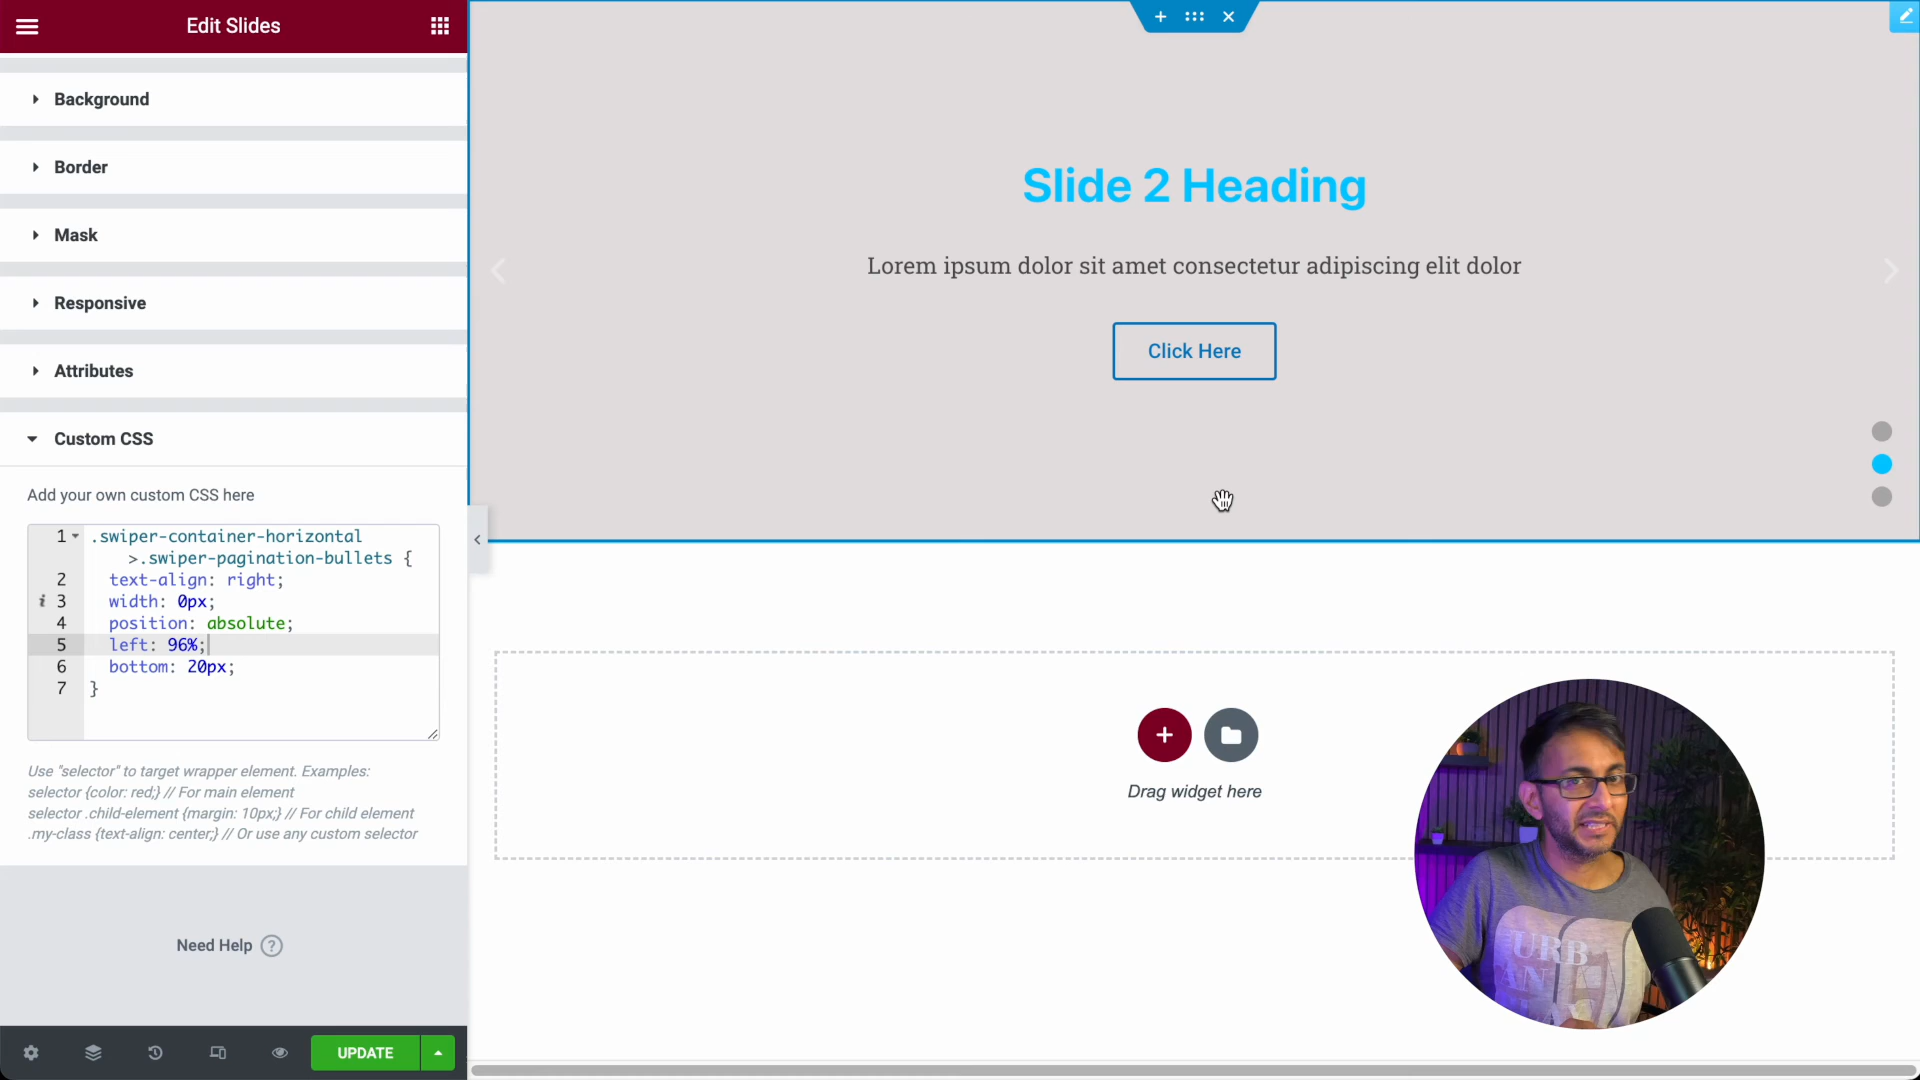 Edit Slides
Background
Border
Mask
Responsive
Attributes
Custom CSS
Add your own custom CSS here
1 .swiper-container-horizontal
>.swiper-pagination-bullets {
2 text-align: right;
i 3 width: 0px;
4 position: absolute;
5 left: 96%;
6 bottom: 20px;
7 }
Use "selector" to target wrapper element. Examples:
selector {color: red;} // For main element
selector .child-element {margin: 10px;} // For child element
.my-class {text-align: center;} // Or use any custom selector
Need Help ?
UPDATE
Slide 2 Heading
Lorem ipsum dolor sit amet consectetur adipiscing elit dolor
Click Here
Drag widget here
URB
AN